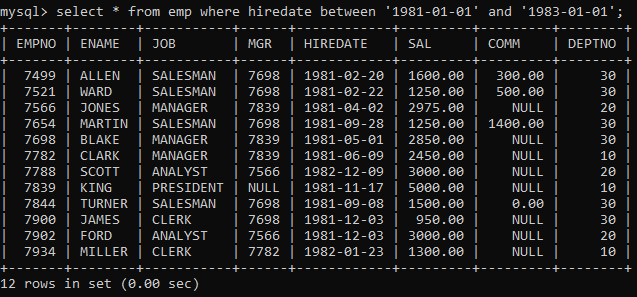 mysql> select * from emp where hiredate between '1981-01-01' and '1983-01-01';
+-------+--------+-----------+------+------------+---------+---------+--------+
| EMPNO | ENAME  | JOB       | MGR  | HIREDATE   | SAL     | COMM    | DEPTNO |
+-------+--------+-----------+------+------------+---------+---------+--------+
|  7499 | ALLEN  | SALESMAN  | 7698 | 1981-02-20 | 1600.00 |  300.00 |     30 |
|  7521 | WARD   | SALESMAN  | 7698 | 1981-02-22 | 1250.00 |  500.00 |     30 |
|  7566 | JONES  | MANAGER   | 7839 | 1981-04-02 | 2975.00 |    NULL |     20 |
|  7654 | MARTIN | SALESMAN  | 7698 | 1981-09-28 | 1250.00 | 1400.00 |     30 |
|  7698 | BLAKE  | MANAGER   | 7839 | 1981-05-01 | 2850.00 |    NULL |     30 |
|  7782 | CLARK  | MANAGER   | 7839 | 1981-06-09 | 2450.00 |    NULL |     10 |
|  7788 | SCOTT  | ANALYST   | 7566 | 1982-12-09 | 3000.00 |    NULL |     20 |
|  7839 | KING   | PRESIDENT | NULL | 1981-11-17 | 5000.00 |    NULL |     10 |
|  7844 | TURNER | SALESMAN  | 7698 | 1981-09-08 | 1500.00 |    0.00 |     30 |
|  7900 | JAMES  | CLERK     | 7698 | 1981-12-03 |  950.00 |    NULL |     30 |
|  7902 | FORD   | ANALYST   | 7566 | 1981-12-03 | 3000.00 |    NULL |     20 |
|  7934 | MILLER | CLERK     | 7782 | 1982-01-23 | 1300.00 |    NULL |     10 |
+-------+--------+-----------+------+------------+---------+---------+--------+
12 rows in set (0.00 sec)